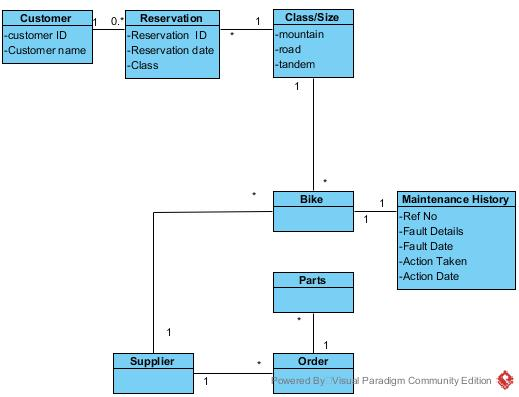 Customer
-customer ID
-Customer name
1
0..*
Reservation
-Reservation ID
-Reservation date
-Class
1
*
Class/Size
-mountain
-road
-tandem
1
*
*
Bike
1
1
Maintenance History
-Ref No
-Fault Details
-Fault Date
-Action Taken
-Action Date
Parts
*
1
1
Supplier
1
*
Order
Powered By Visual Paradigm Community Edition